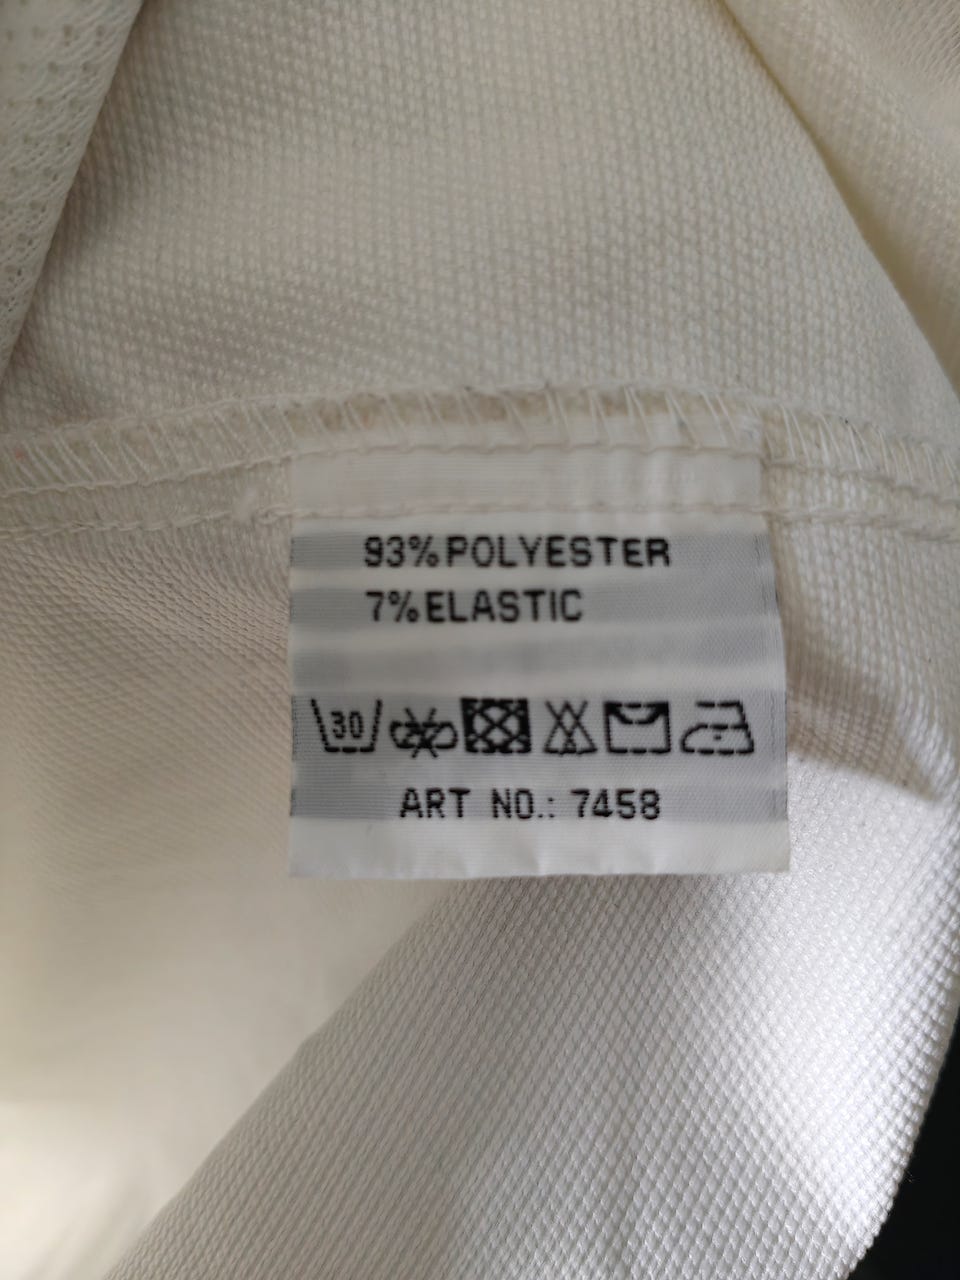 93% POLYESTER
7% ELASTIC
30
ART NO.: 7458